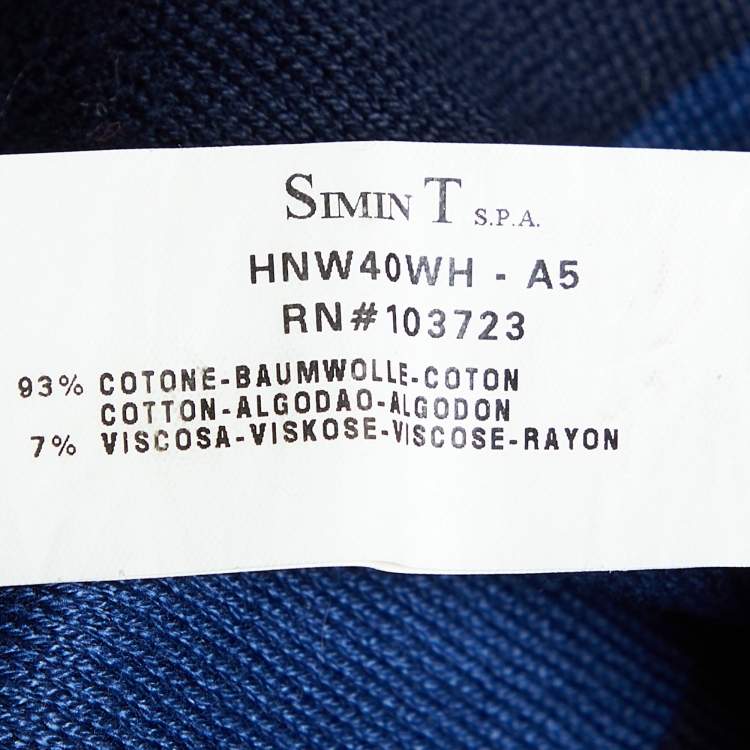 SIMIN T S.P.A.
HNW40WH - A5
RN#103723
93% COTONE-BAUMWOLLE-COTON
COTTON-ALGODAO-ALGODON
7% VISCOSA-VISKOSE-VISCOSE-RAYON